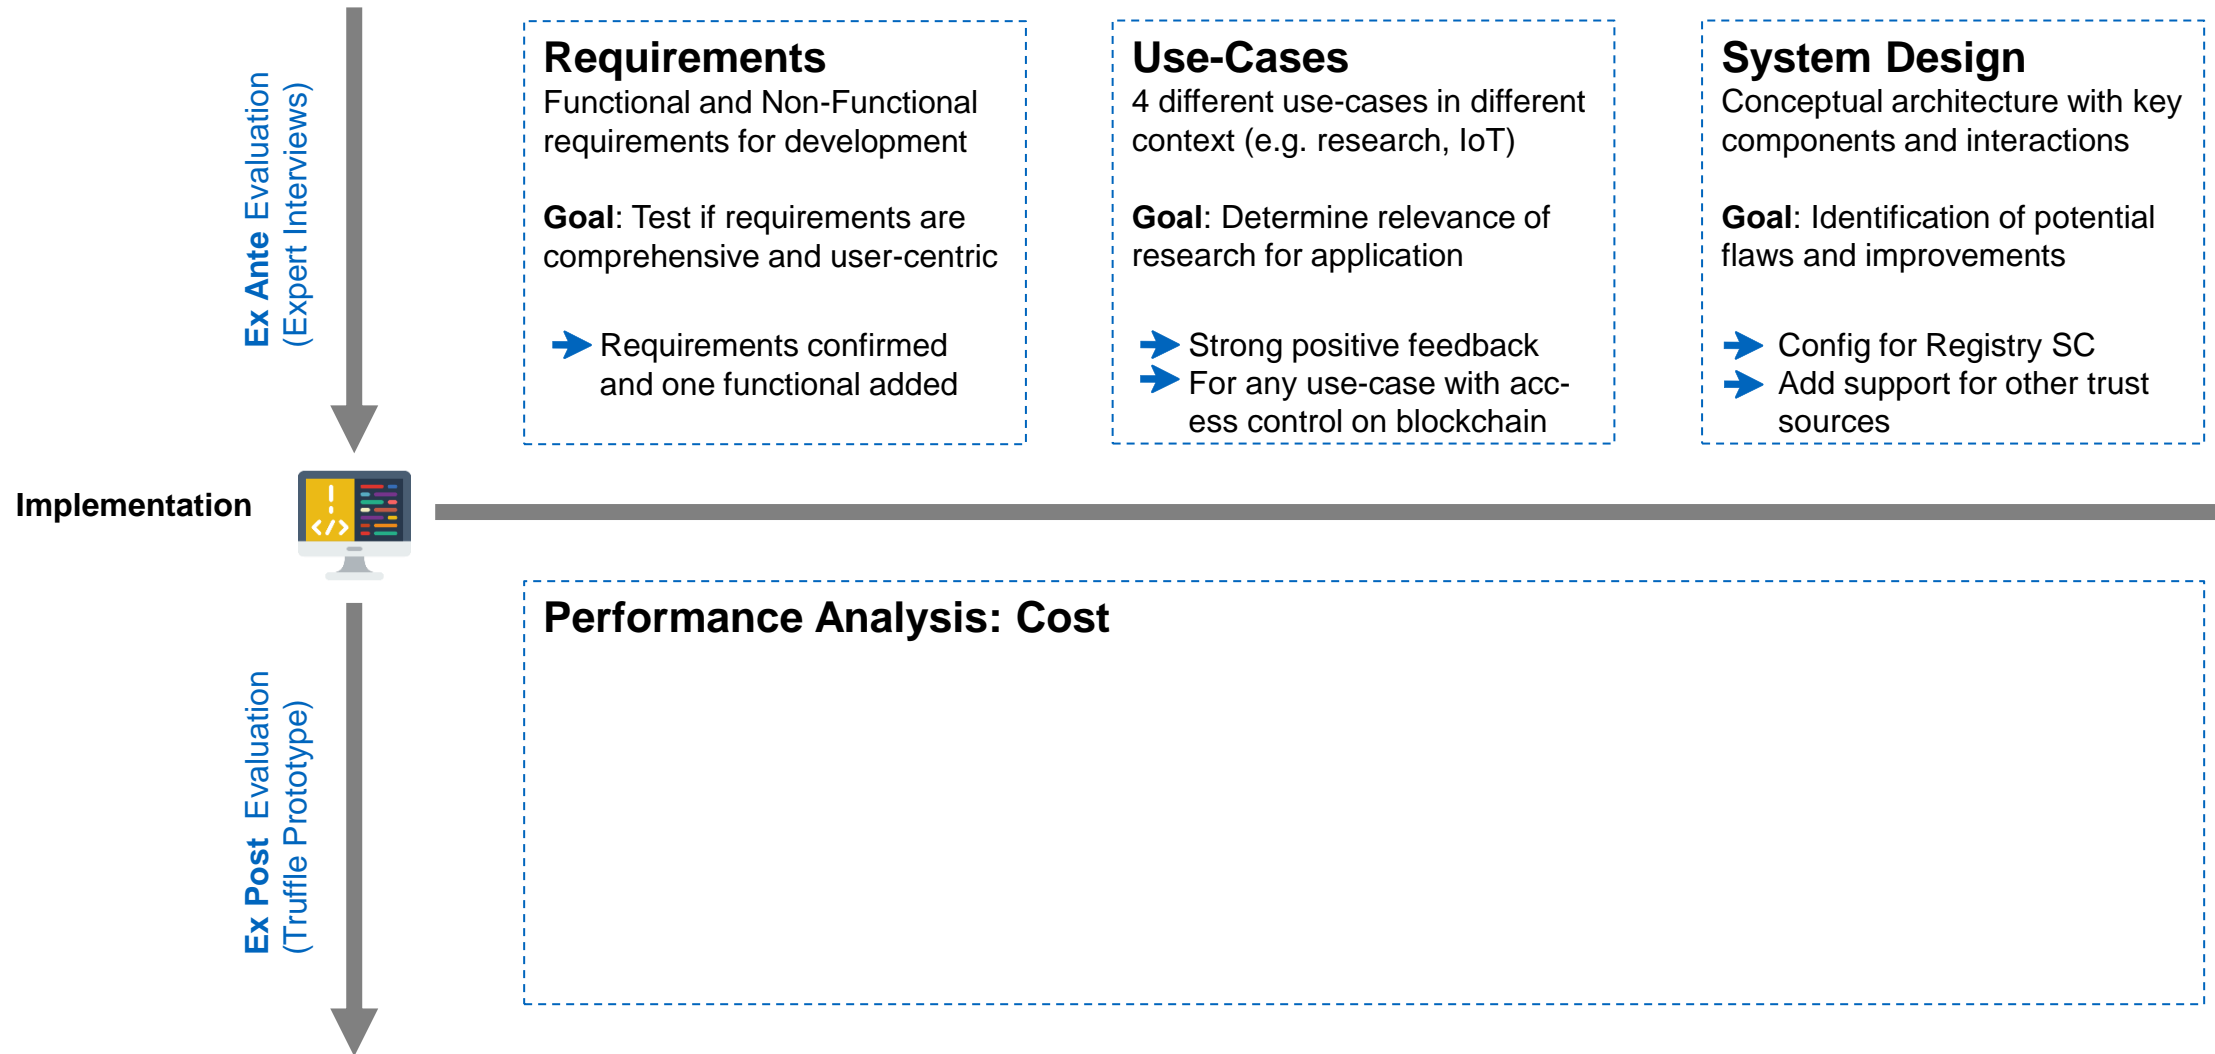 Ex Ante Evaluation
(Expert Interviews)
Requirements
Functional and Non-Functional
requirements for development
Goal: Test if requirements are
comprehensive and user-centric
Requirements confirmed
and one functional added
Use-Cases
4 different use-cases in different
context (e.g. research, IoT)
Goal: Determine relevance of
research for application
Strong positive feedback
For any use-case with acc-
ess control on blockchain
System Design
Conceptual architecture with key
components and interactions
Goal: Identification of potential
flaws and improvements
Config for Registry SC
Add support for other trust
sources
Implementation
</>
Ex Post Evaluation
(Truffle Prototype)
Performance Analysis: Cost